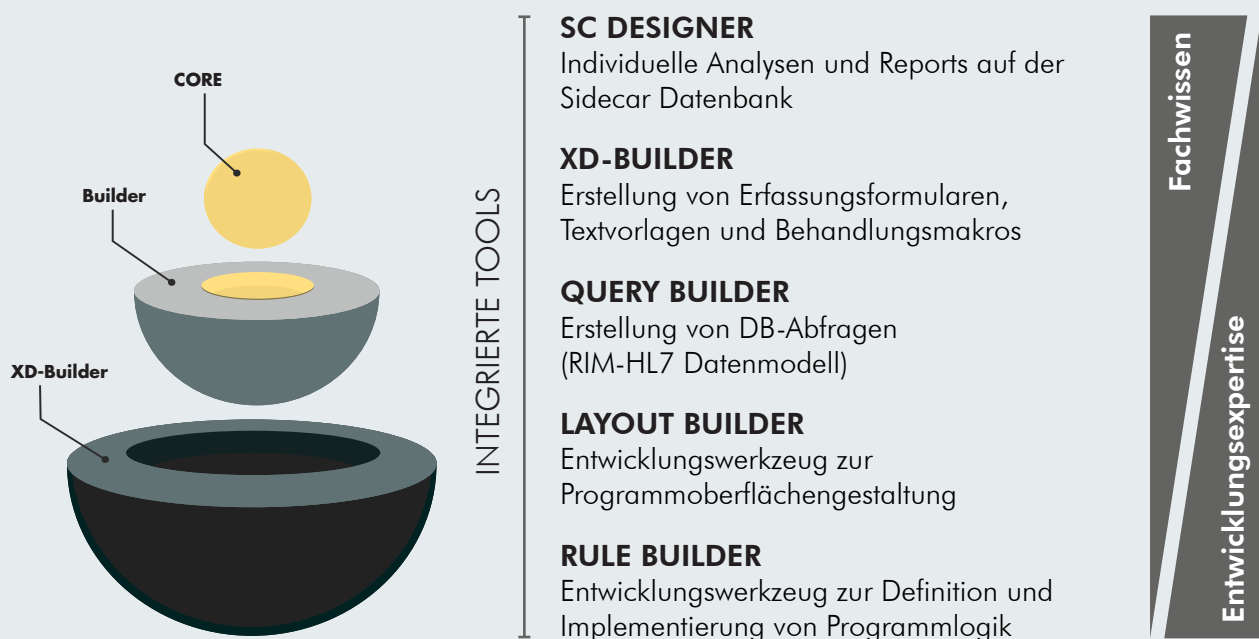 CORE
Builder
XD-Builder
INTEGRIERTE TOOLS
SC DESIGNER
Individuelle Analysen und Reports auf der
Sidecar Datenbank
XD-BUILDER
Erstellung von Erfassungsformularen,
Textvorlagen und Behandlungsmakros
QUERY BUILDER
Erstellung von DB-Abfragen
(RIM-HL7 Datenmodell)
LAYOUT BUILDER
Entwicklungswerkzeug zur
Programmoberflächengestaltung
RULE BUILDER
Entwicklungswerkzeug zur Definition und
Implementierung von Programmlogik
Fachwissen
Entwicklungsexpertise